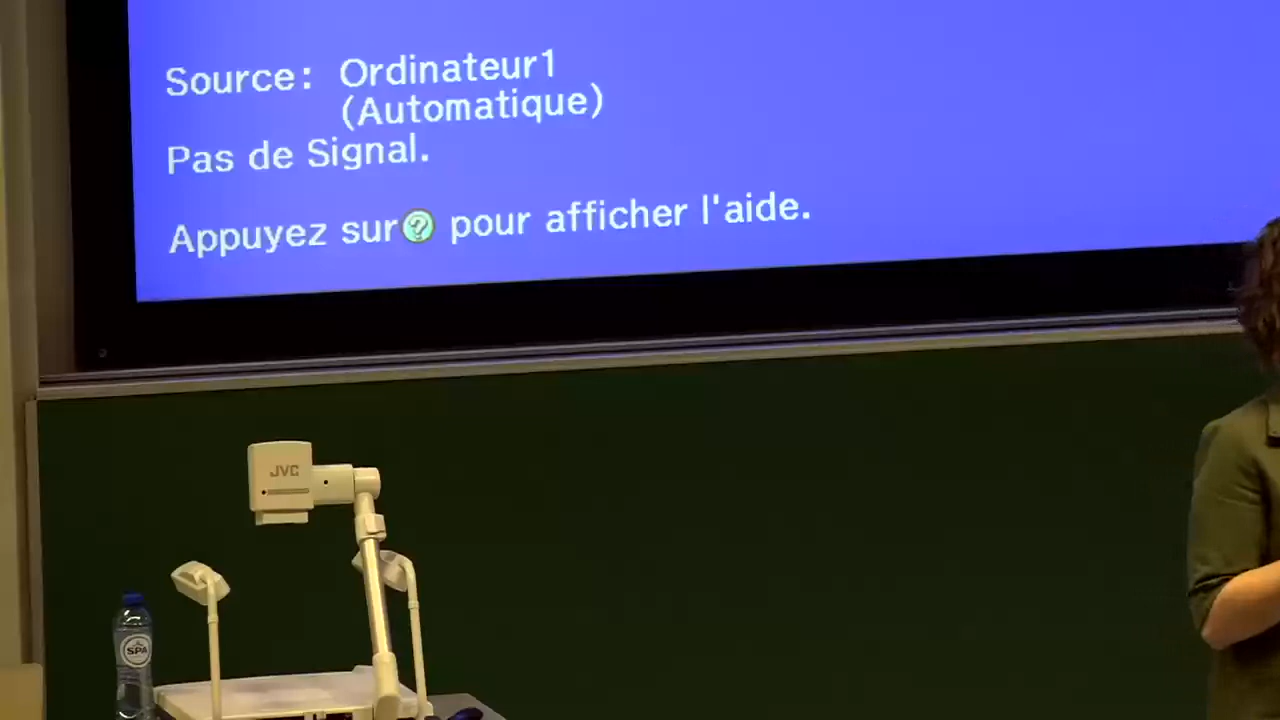 Source: Ordinateur1
(Automatique)
Pas de Signal.
Appuyez sur ? pour afficher l'aide.
JVC
SPA